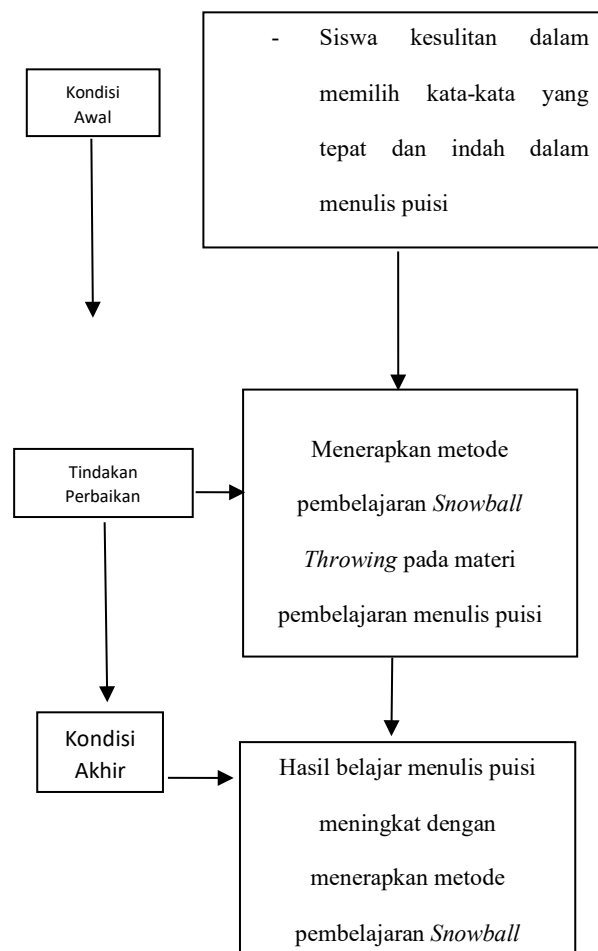 Kondisi
Awal
- Siswa kesulitan dalam
memilih kata-kata yang
tepat dan indah dalam
menulis puisi
Tindakan
Perbaikan
Menerapkan metode
pembelajaran Snowball
Throwing pada materi
pembelajaran menulis puisi
Kondisi
Akhir
Hasil belajar menulis puisi
meningkat dengan
menerapkan metode
pembelajaran Snowball